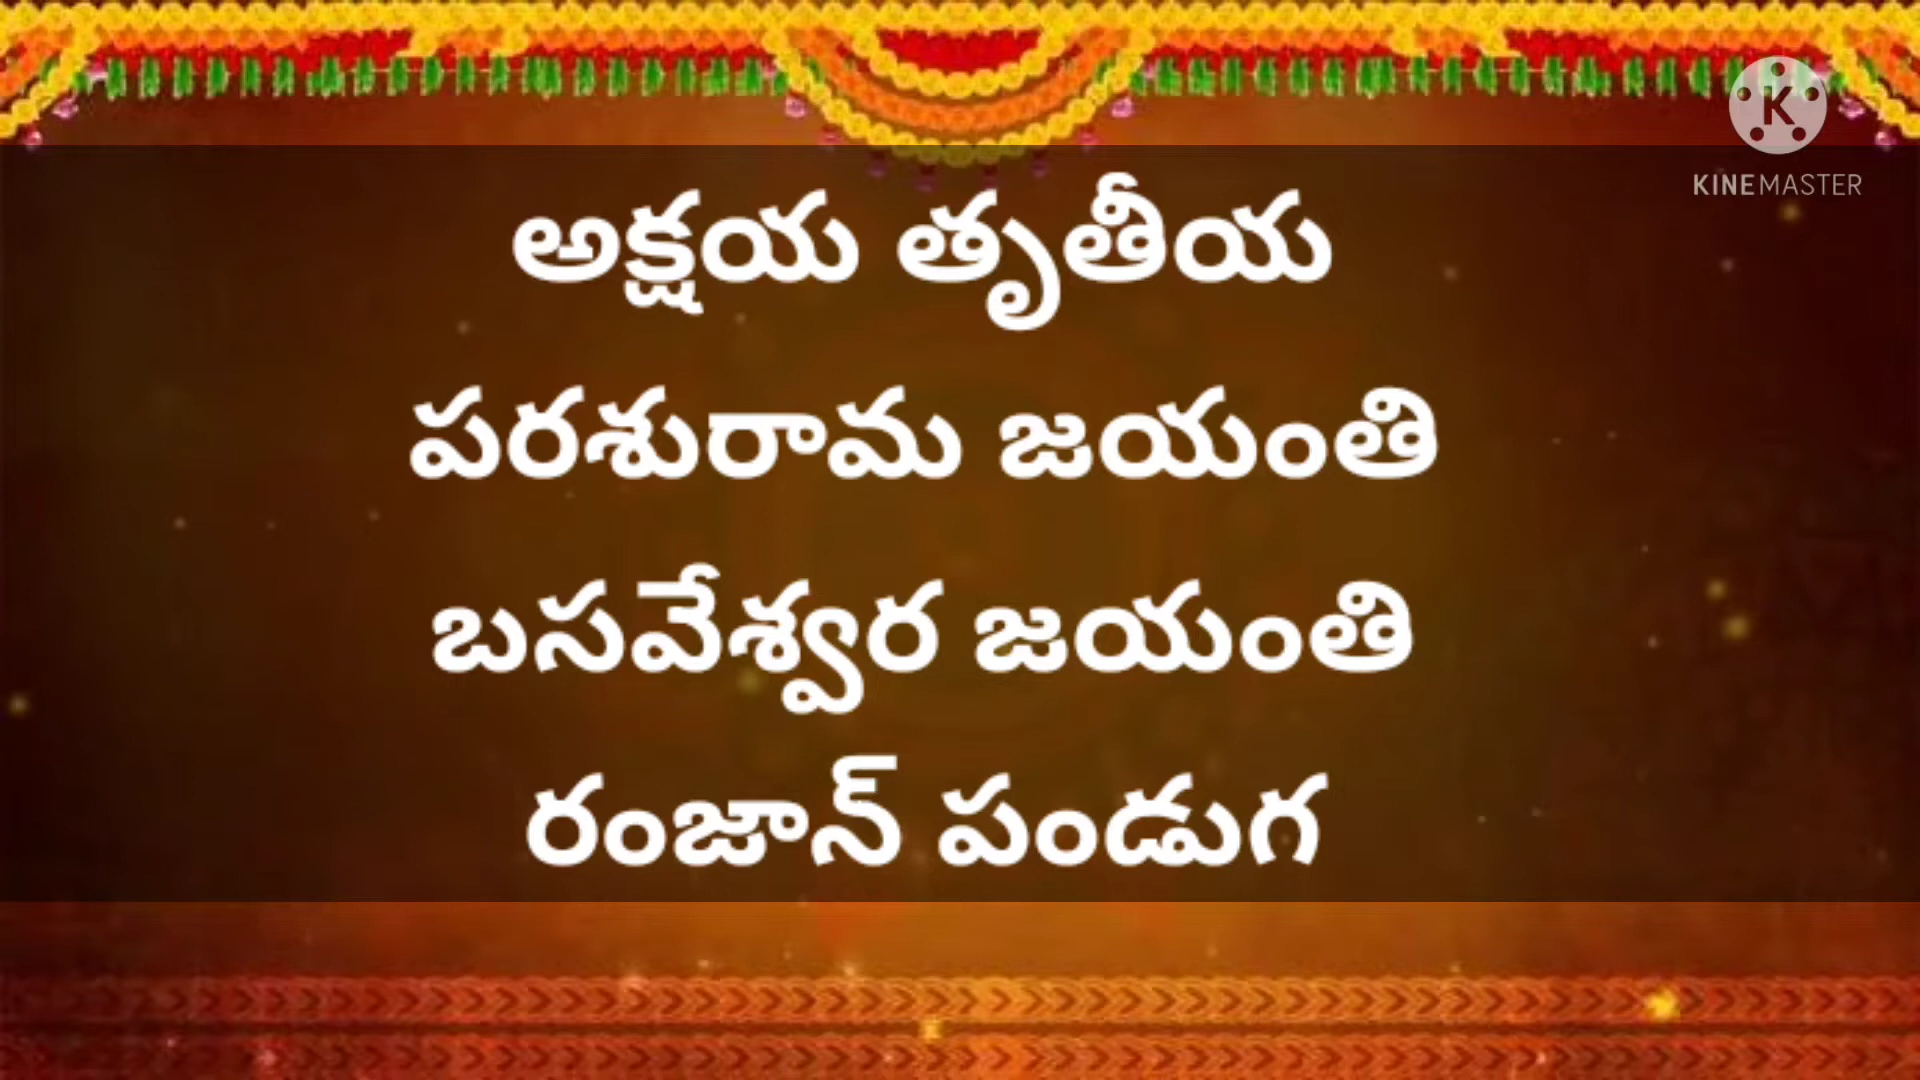 KINEMASTER
అక్షయ తృతీయ
పరశురామ జయంతి
బసవేశ్వర జయంతి
రంజాన్ పండుగ